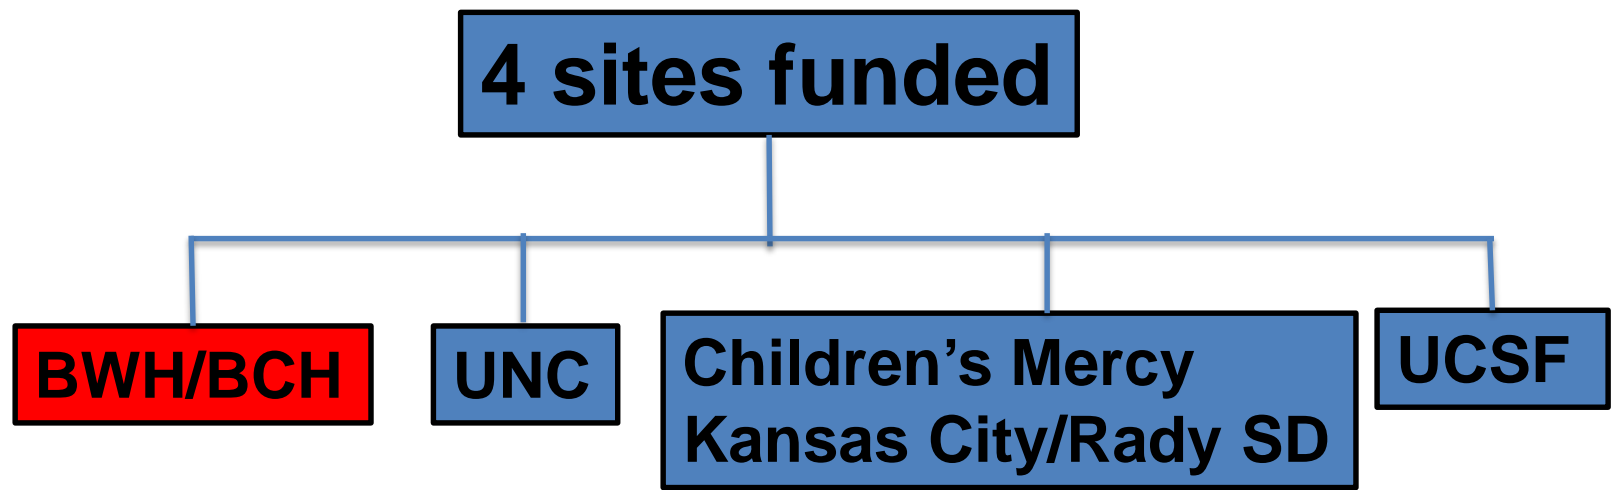 4 sites funded
BWH/BCH
UNC
Children’s Mercy
Kansas City/Rady SD
UCSF